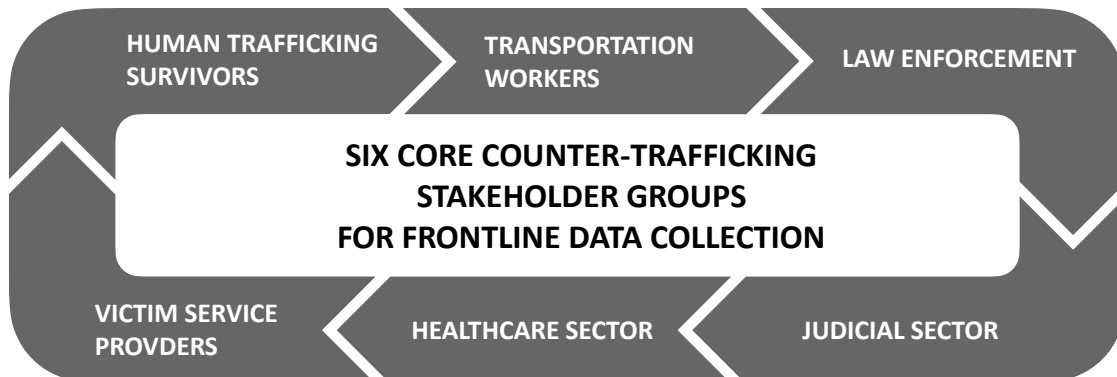 HUMAN TRAFFICKING
SURVIVORS
TRANSPORTATION
WORKERS
LAW ENFORCEMENT
SIX CORE COUNTER-TRAFFICKING
STAKEHOLDER GROUPS
FOR FRONTLINE DATA COLLECTION
VICTIM SERVICE
PROVDERS
HEALTHCARE SECTOR
JUDICIAL SECTOR